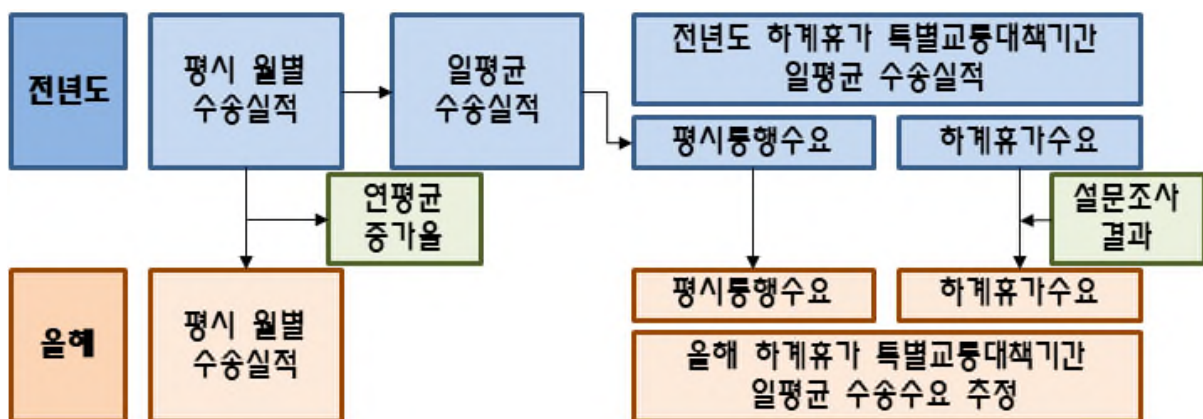 전년도
평시 월별
수송실적
일평균
수송실적
전년도 하계휴가 특별교통대책기간
일평균 수송실적
평시통행수요
하계휴가수요
연평균
증가율
설문조사
결과
올해
평시 월별
수송실적
평시통행수요
하계휴가수요
올해 하계휴가 특별교통대책기간
일평균 수송수요 추정